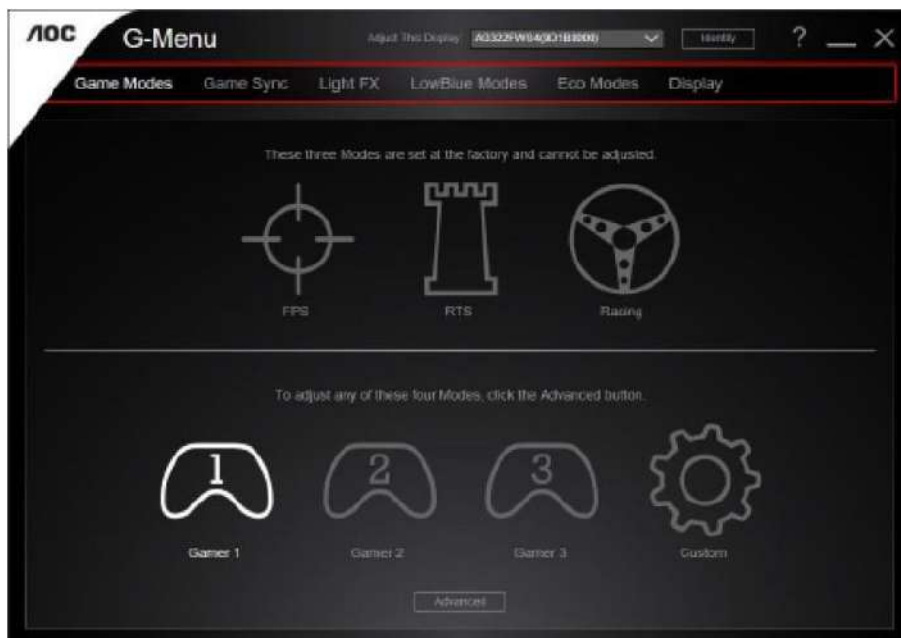 AOC G-Menu Adjust This Display: Identify ? X
Game Modes Game Sync Light FX LowBlue Modes Eco Modes Display
These three Modes are set at the factory and cannot be adjusted.
FPS RTS Racing
To adjust any of these four Modes, click the Advanced button.
1 2 3
Gamer 1 Gamer 2 Gamer 3 Custom
Advanced